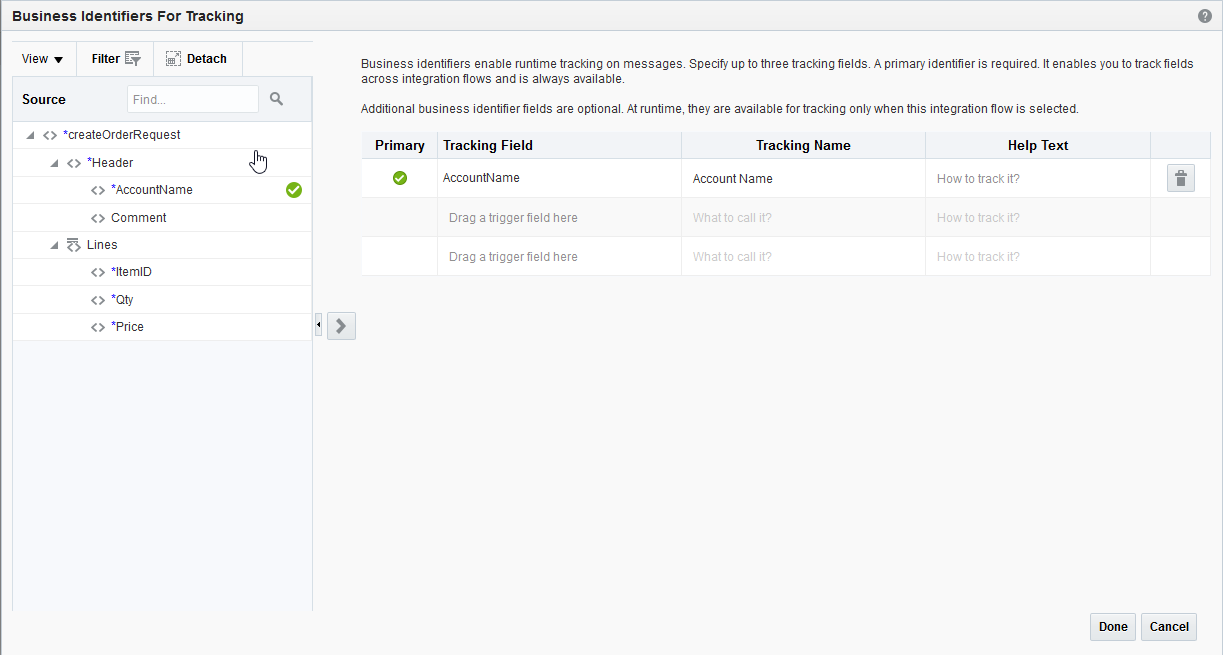 Business Identifiers For Tracking
View
Filter
Detach
Source
Find...
*createOrderRequest
*Header
*AccountName
Comment
Lines
*ItemID
*Qty
*Price
Business identifiers enable runtime tracking on messages. Specify up to three tracking fields. A primary identifier is required. It enables you to track fields
across integration flows and is always available.
Additional business identifier fields are optional. At runtime, they are available for tracking only when this integration flow is selected.
Primary Tracking Field Tracking Name Help Text
AccountName Account Name How to track it?
Drag a trigger field here What to call it? How to track it?
Drag a trigger field here What to call it? How to track it?
Done Cancel